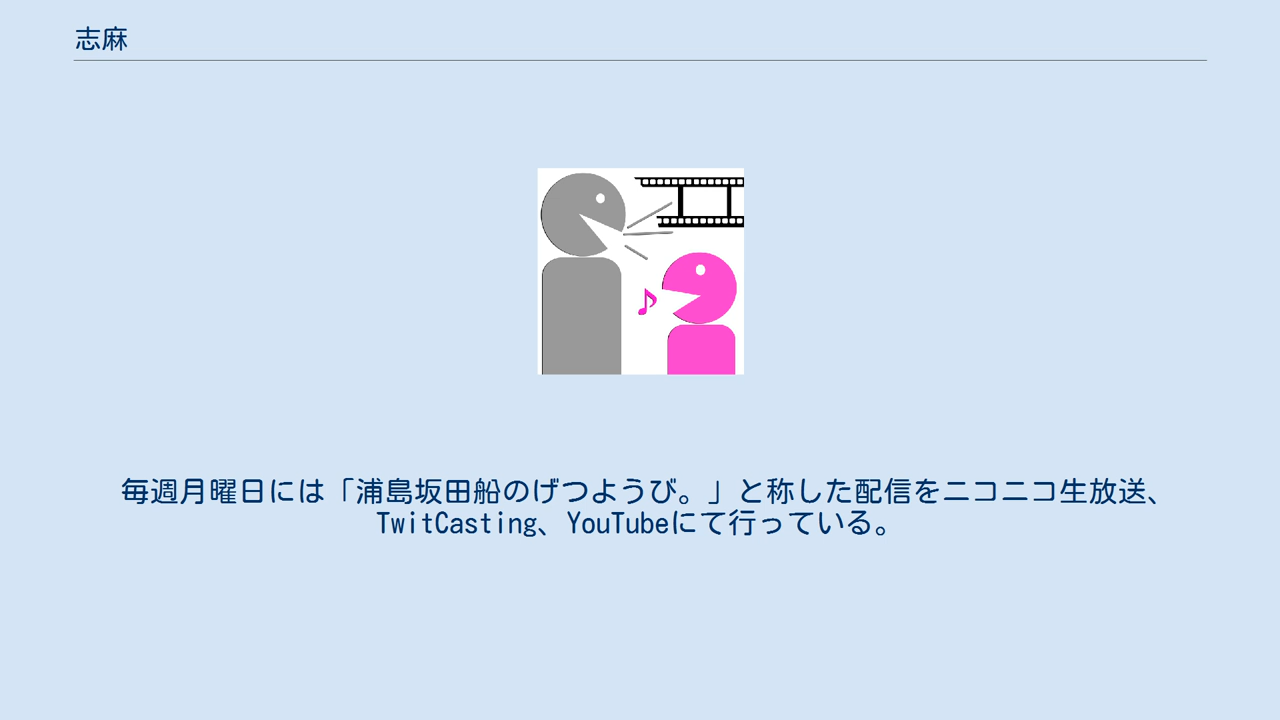 志麻
毎週月曜日には「浦島坂田船のげつようび。」と称した配信をニコニコ生放送、
TwitCasting、YouTubeにて行っている。